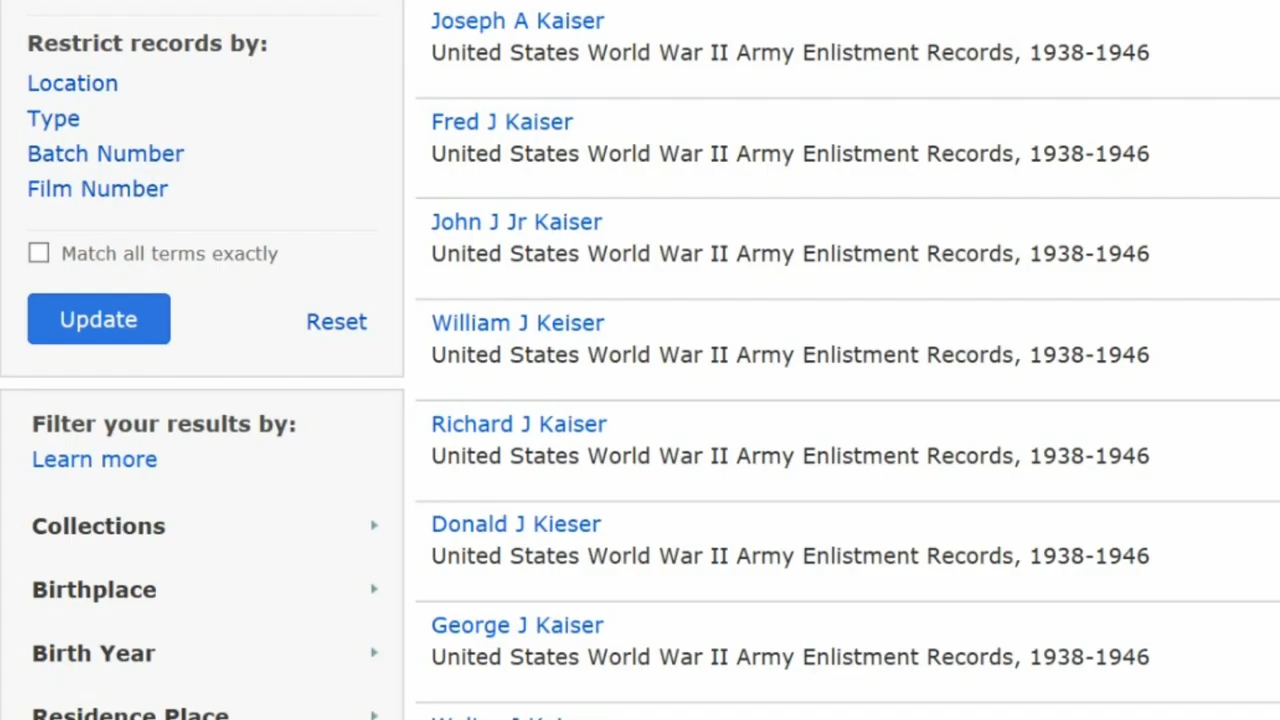 Restrict records by:
Location
Type
Batch Number
Film Number
Match all terms exactly
Update
Reset
Filter your results by:
Learn more
Collections
Birthplace
Birth Year
Residence Place
Joseph A Kaiser
United States World War II Army Enlistment Records, 1938-1946
Fred J Kaiser
United States World War II Army Enlistment Records, 1938-1946
John J Jr Kaiser
United States World War II Army Enlistment Records, 1938-1946
William J Keiser
United States World War II Army Enlistment Records, 1938-1946
Richard J Kaiser
United States World War II Army Enlistment Records, 1938-1946
Donald J Kieser
United States World War II Army Enlistment Records, 1938-1946
George J Kaiser
United States World War II Army Enlistment Records, 1938-1946